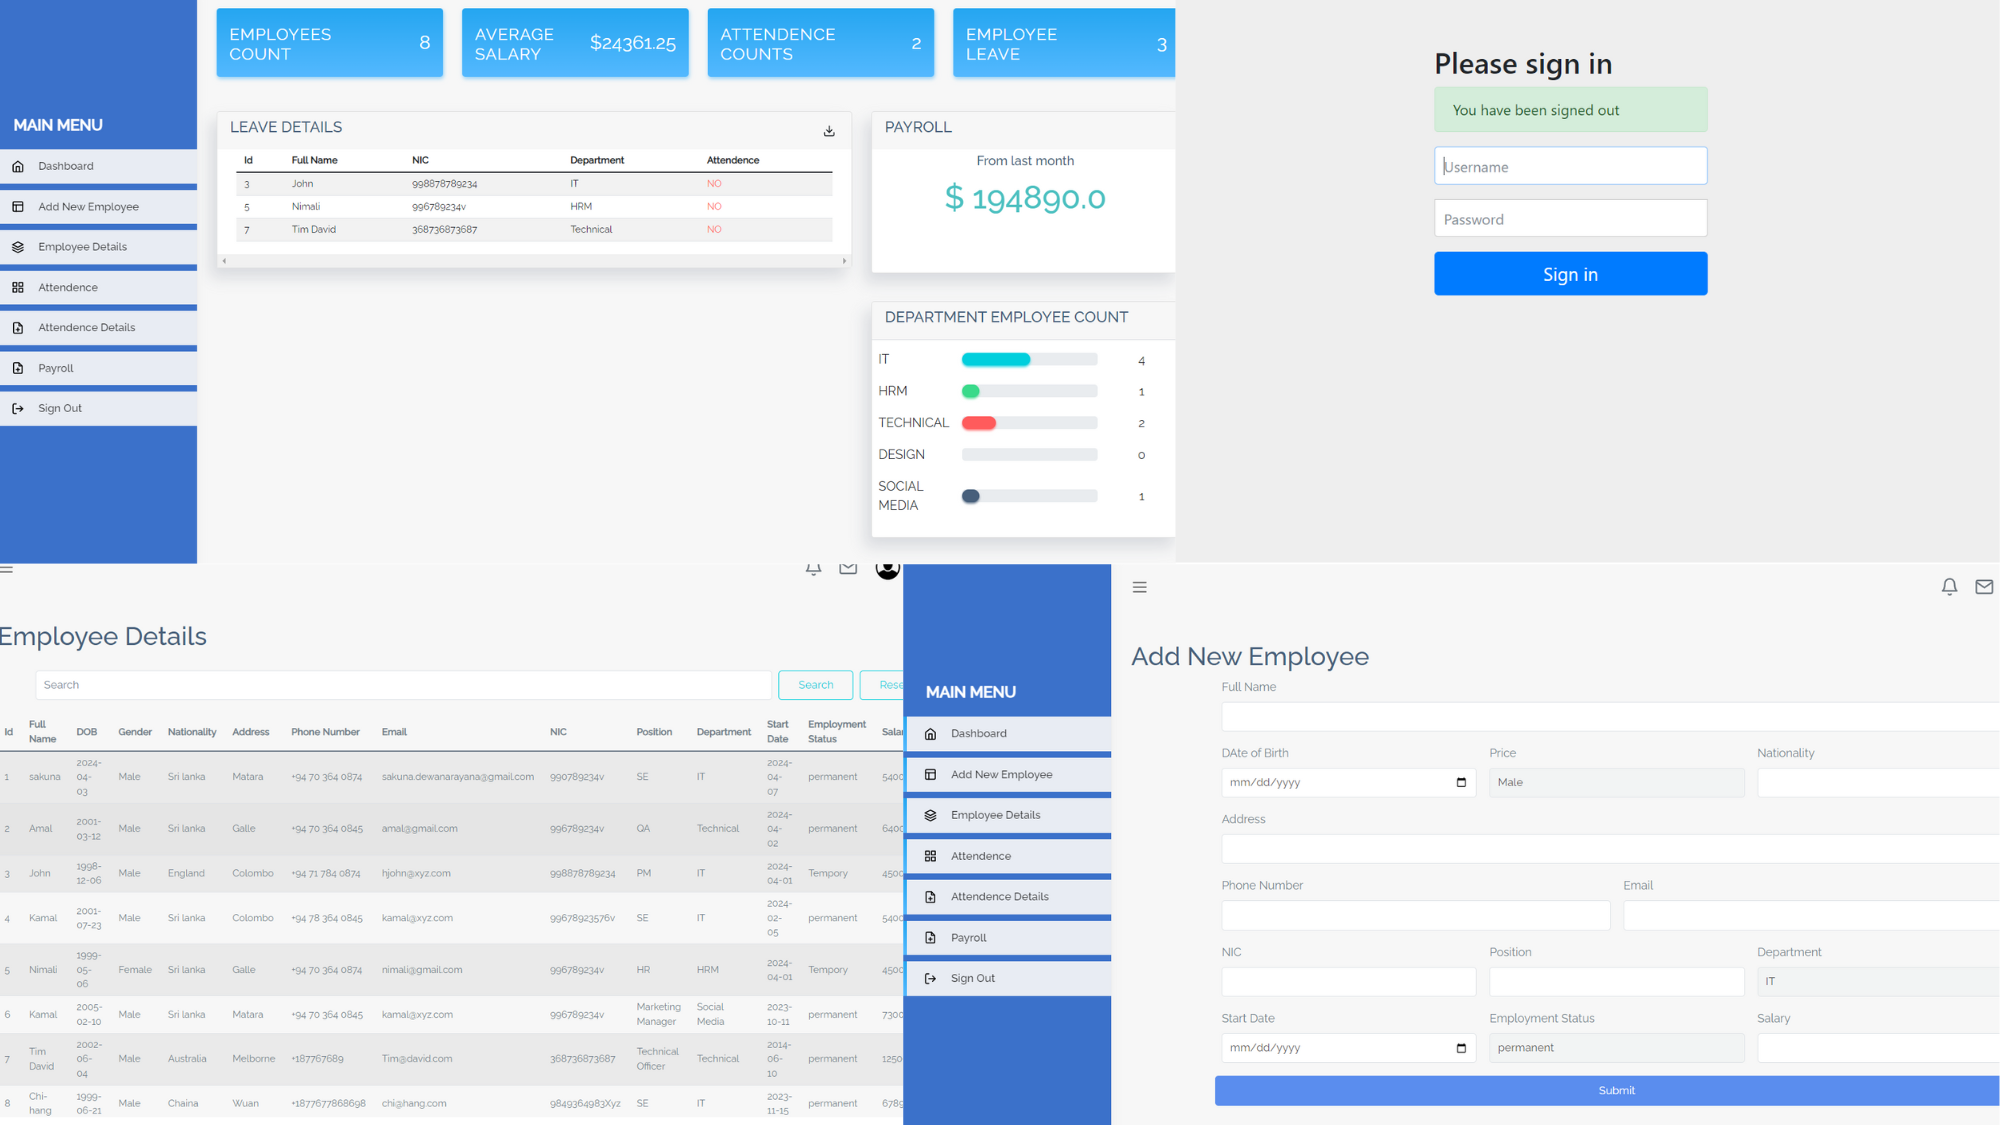 EMPLOYEES COUNT 8
AVERAGE SALARY $24361.25
ATTENDENCE COUNTS 2
EMPLOYEE LEAVE 3
MAIN MENU
Dashboard
Add New Employee
Employee Details
Attendence
Attendence Details
Payroll
Sign Out
LEAVE DETAILS
Id Full Name NIC Department Attendence
3 John 998878789234 IT NO
5 Nimali 996789234v HRM NO
7 Tim David 368736873687 Technical NO
PAYROLL
From last month
$ 194890.0
DEPARTMENT EMPLOYEE COUNT
IT 4
HRM 1
TECHNICAL 2
DESIGN 0
SOCIAL MEDIA 1
Please sign in
You have been signed out
Username
Password
Sign in
Employee Details
Search Search Rese
Id Full Name DOB Gender Nationality Address Phone Number Email NIC Position Department Start Date Employment Status Salar
1 sakuna 2024-04-03 Male Sri lanka Matara +94 70 364 0874 sakuna.dewanarayana@gmail.com 990789234v SE IT 2024-04-07 permanent 5400
2 Amal 2001-03-12 Male Sri lanka Galle +94 70 364 0845 amal@gmail.com 996789234v QA Technical 2024-04-02 permanent 6400
3 John 1998-12-06 Male England Colombo +94 71 784 0874 hjohn@xyz.com 998878789234 PM IT 2024-04-01 Tempory 4500
4 Kamal 2001-07-23 Male Sri lanka Colombo +94 78 364 0845 kamal@xyz.com 99678923576v SE IT 2024-02-05 permanent 5400
5 Nimali 1999-05-06 Female Sri lanka Galle +94 70 364 0874 nimali@gmail.com 996789234v HR HRM 2024-04-01 Tempory 4500
6 Kamal 2005-02-10 Male Sri lanka Matara +94 70 364 0845 kamal@xyz.com 996789234v Marketing Manager Social Media 2023-10-11 permanent 7300
7 Tim David 2002-06-04 Male Australia Melborne +187767689 Tim@david.com 368736873687 Technical Officer Technical 2014-06-10 permanent 1250
8 Chi-hang 1999-06-21 Male Chaina Wuan +1877677868698 chi@hang.com 9849364983Xyz SE IT 2023-11-15 permanent 6789
MAIN MENU
Dashboard
Add New Employee
Employee Details
Attendence
Attendence Details
Payroll
Sign Out
Add New Employee
Full Name
DAte of Birth Price Nationality
mm/dd/yyyy Male
Address
Phone Number Email
NIC Position Department
IT
Start Date Employment Status Salary
mm/dd/yyyy permanent
Submit